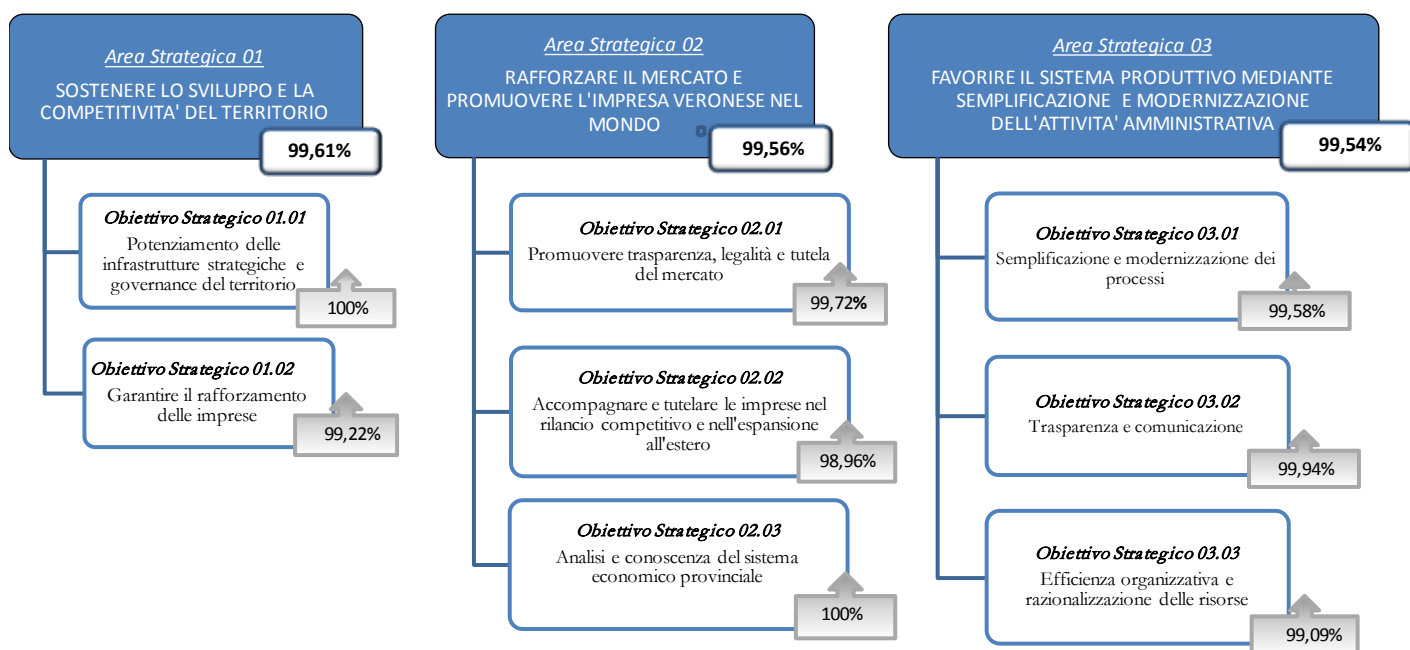 Area Strategica 01
SOSTENERE LO SVILUPPO E LA
COMPETITIVITA' DEL TERRITORIO
99,61%
Obiettivo Strategico 01.01
Potenziamento delle
infrastrutture strategiche e
governance del territorio
100%
Obiettivo Strategico 01.02
Garantire il rafforzamento
delle imprese
99,22%
Area Strategica 02
RAFFORZARE IL MERCATO E
PROMUOVERE L'IMPRESA VERONESE NEL
MONDO
99,56%
Obiettivo Strategico 02.01
Promuovere trasparenza, legalità e tutela
del mercato
99,72%
Obiettivo Strategico 02.02
Accompagnare e tutelare le imprese nel
rilancio competitivo e nell'espansione
all'estero
98,96%
Obiettivo Strategico 02.03
Analisi e conoscenza del sistema
economico provinciale
100%
Area Strategica 03
FAVORIRE IL SISTEMA PRODUTTIVO MEDIANTE
SEMPLIFICAZIONE E MODERNIZZAZIONE
DELL'ATTIVITA' AMMINISTRATIVA
99,54%
Obiettivo Strategico 03.01
Semplificazione e modernizzazione dei
processi
99,58%
Obiettivo Strategico 03.02
Trasparenza e comunicazione
99,94%
Obiettivo Strategico 03.03
Efficienza organizzativa e
razionalizzazione delle risorse
99,09%